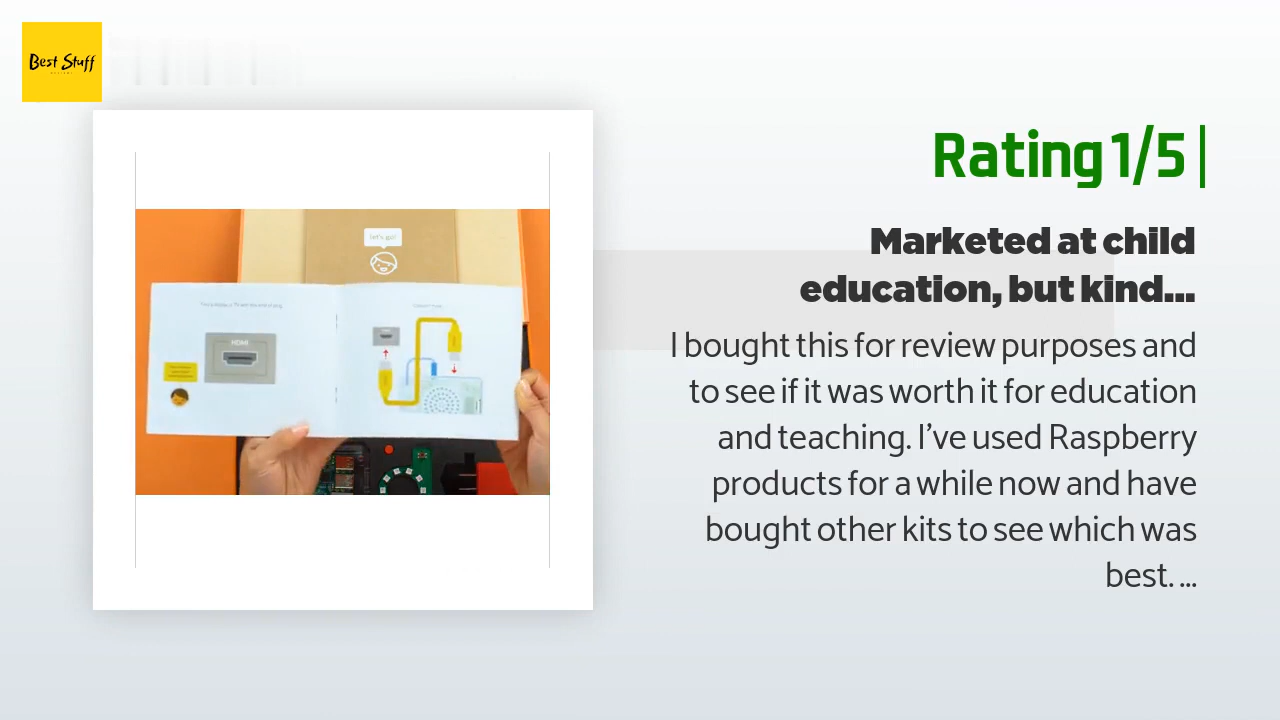 Best Stuff
Rating 1/5
Marketed at child
education, but kind...
I bought this for review purposes and
to see if it was worth it for education
and teaching. I've used Raspberry
products for a while now and have
bought other kits to see which was
best. ...
let's go!
HDMI